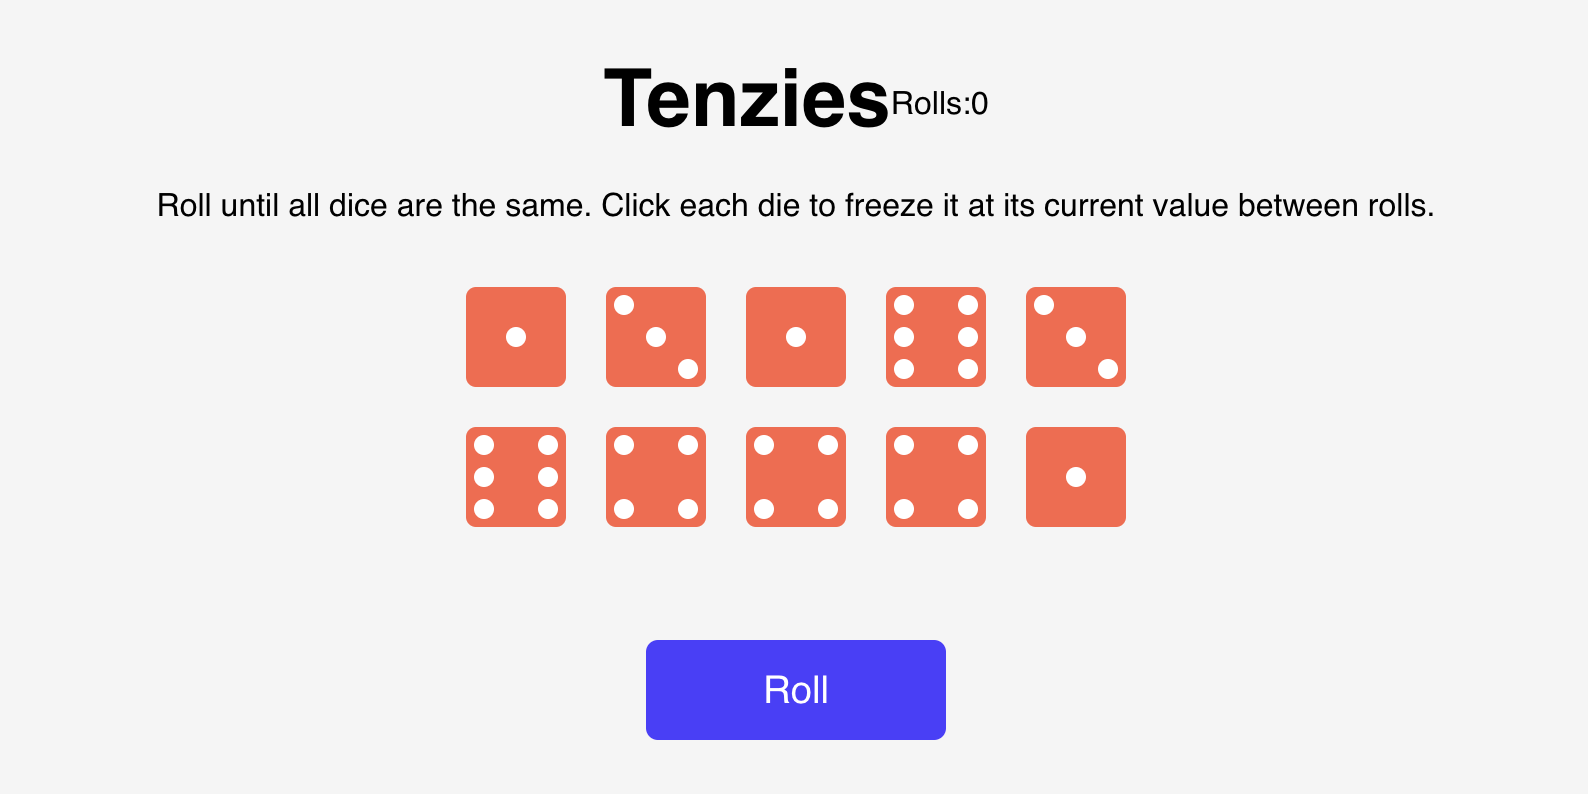 Tenzies Rolls:0
Roll until all dice are the same. Click each die to freeze it at its current value between rolls.
Roll